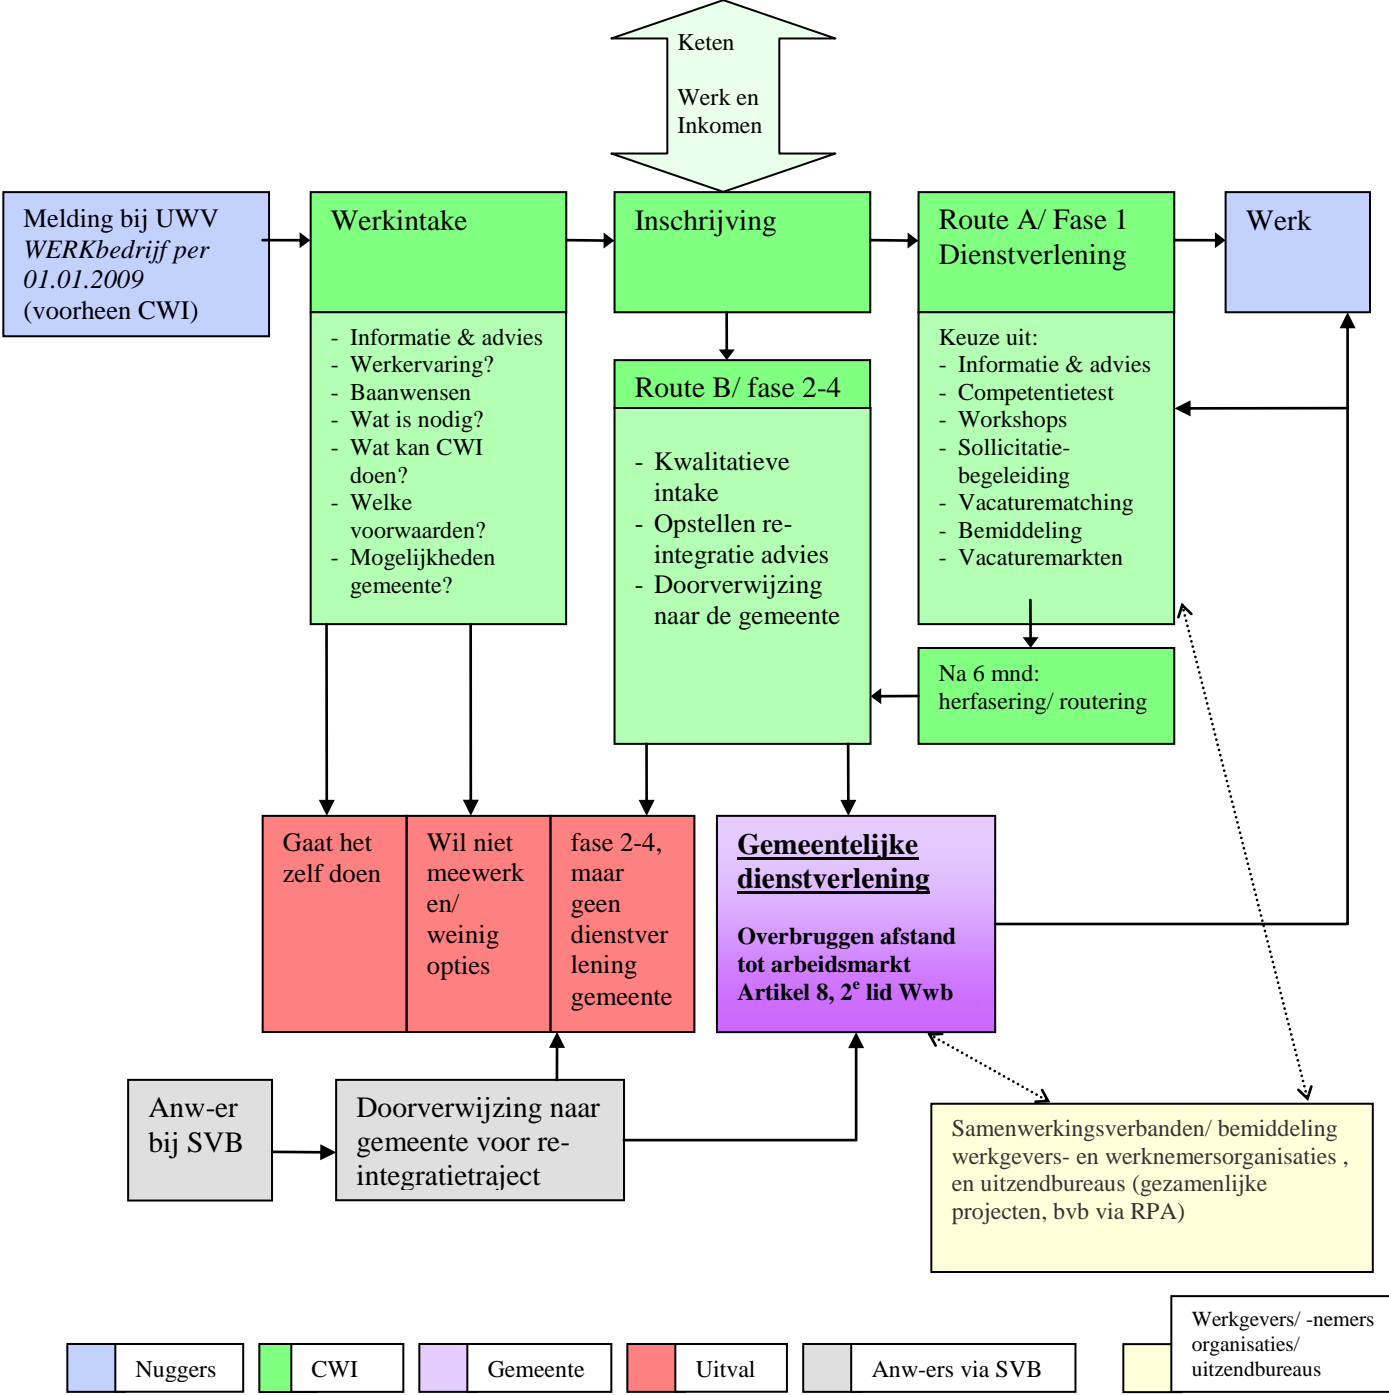 Keten
Werk en
Inkomen
Melding bij UWV
WERKbedrijf per
01.01.2009
(voorheen CWI)
Werkintake
- Informatie & advies
- Werkervaring?
- Baanwensen
- Wat is nodig?
- Wat kan CWI
doen?
- Welke
voorwaarden?
- Mogelijkheden
gemeente?
Inschrijving
Route B/ fase 2-4
- Kwalitatieve
intake
- Opstellen re-
integratie advies
- Doorverwijzing
naar de gemeente
Route A/ Fase 1
Dienstverlening
Keuze uit:
- Informatie & advies
- Competentietest
- Workshops
- Sollicitatie-
begeleiding
- Vacaturematching
- Bemiddeling
- Vacaturemarkten
Na 6 mnd:
herfasering/ routering
Werk
Gaat het
zelf doen
Wil niet
meewerk
en/
weinig
opties
fase 2-4,
maar
geen
dienstver
lening
gemeente
Gemeentelijke
dienstverlening
Overbruggen afstand
tot arbeidsmarkt
Artikel 8, 2e lid Wwb
Anw-er
bij SVB
Doorverwijzing naar
gemeente voor re-
integratietraject
Samenwerkingsverbanden/ bemiddeling
werkgevers- en werknemersorganisaties ,
en uitzendbureaus (gezamenlijke
projecten, bvb via RPA)
Nuggers
CWI
Gemeente
Uitval
Anw-ers via SVB
Werkgevers/ -nemers
organisaties/
uitzendbureaus